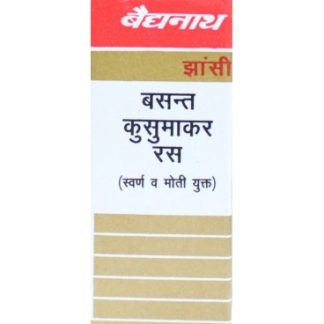 बैद्यनाथ
झांसी
बसन्त
कुसुमाकर
रस
(स्वर्ण व मोती युक्त)